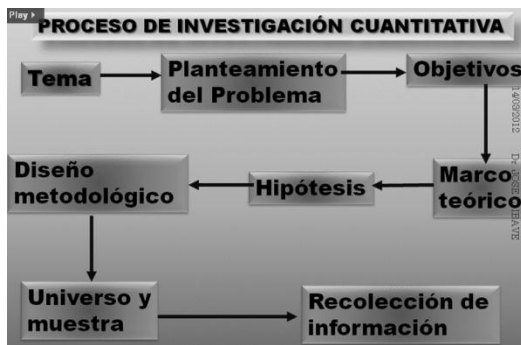 Play
PROCESO DE INVESTIGACIÓN CUANTITATIVA
Tema
Planteamiento
del Problema
Objetivos
14/03/2012
Marco
teórico
Hipótesis
Diseño
metodológico
Universo y
muestra
Recolección de
información